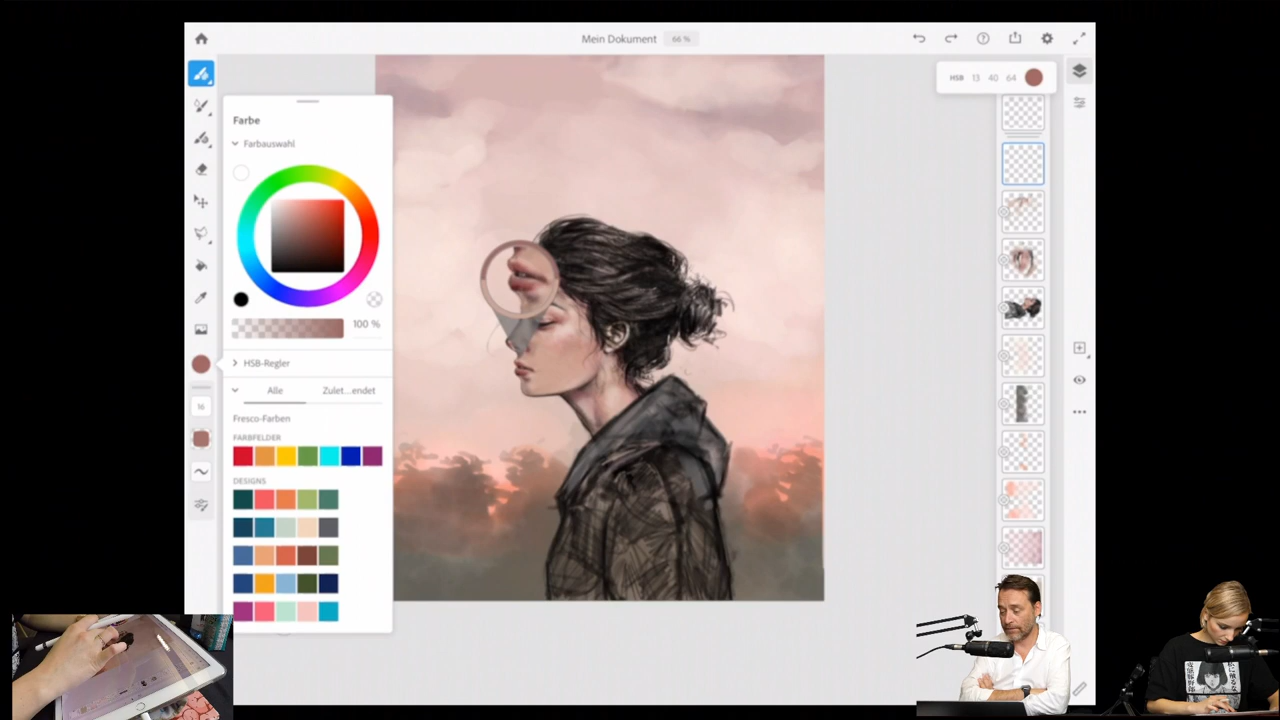 Mein Dokument 66 %
HSB 13 40 64
Farbe
Farbauswahl
100 %
HSB-Regler
Alle Zulet...endet
Fresco-Farben
FARBFELDER
DESIGNS
16